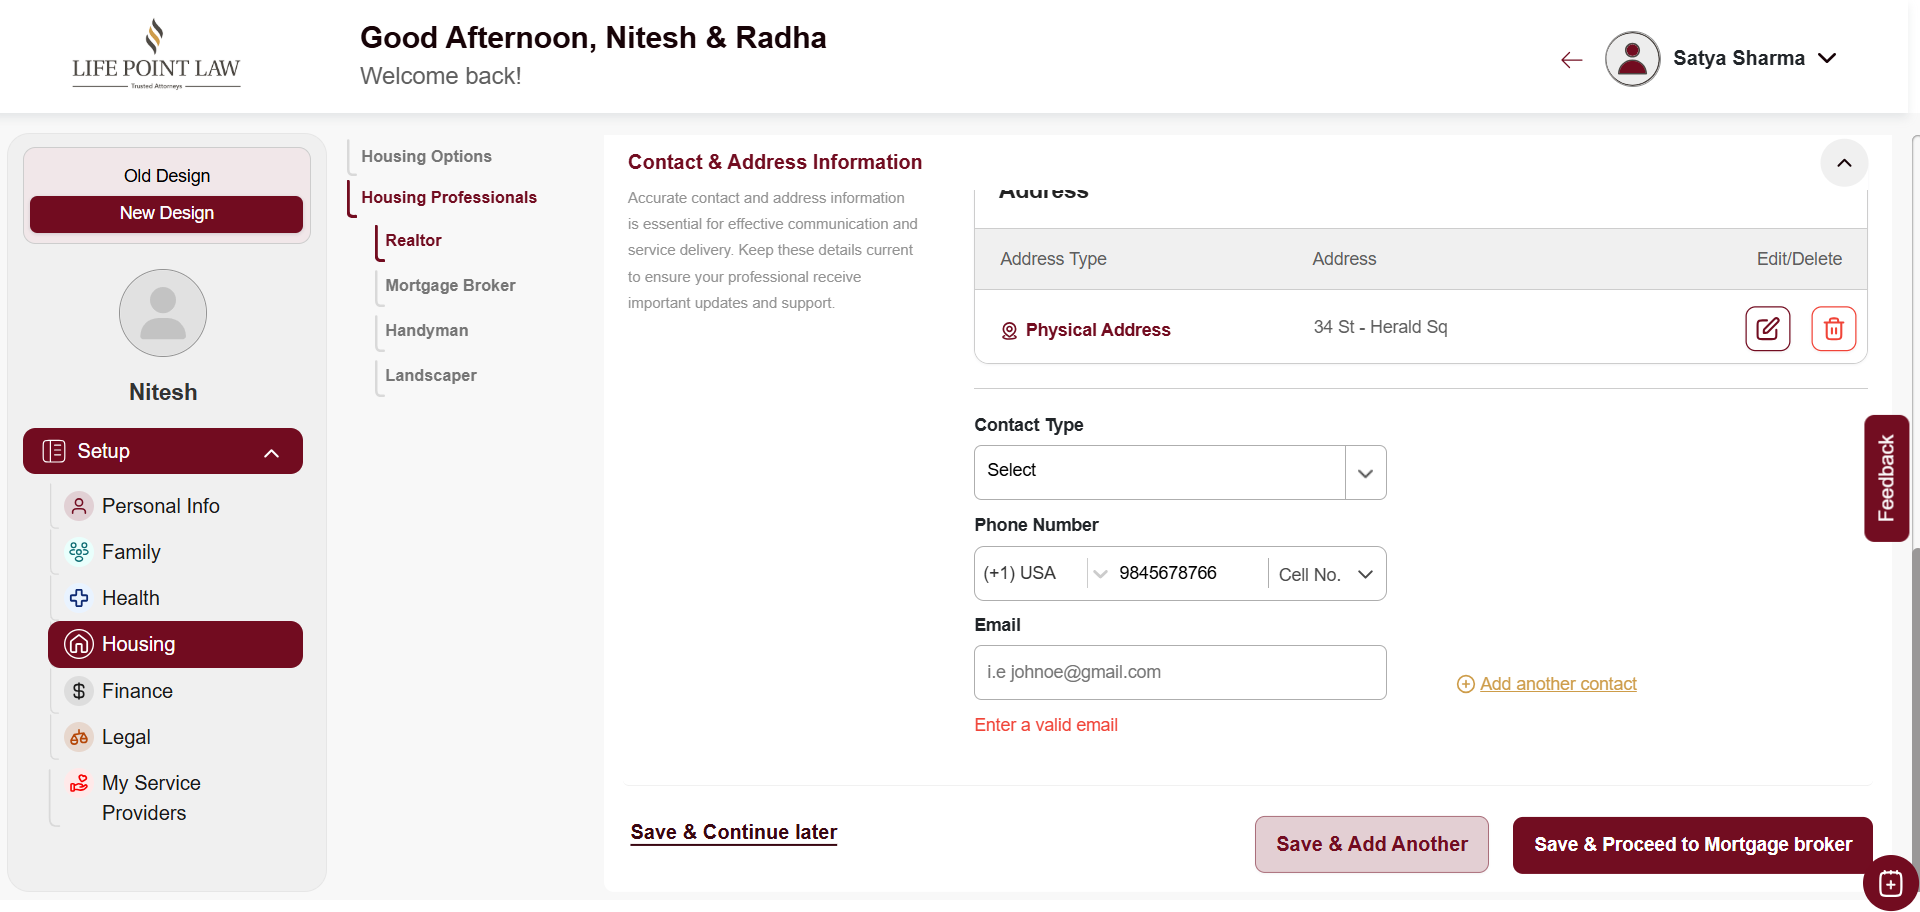 LIFE POINT LAW
Trusted Attorneys
Good Afternoon, Nitesh & Radha
Welcome back!
Satya Sharma
Old Design
New Design
Nitesh
Setup
Personal Info
Family
Health
Housing
Finance
Legal
My Service
Providers
Housing Options
Housing Professionals
Realtor
Mortgage Broker
Handyman
Landscaper
Contact & Address Information
Accurate contact and address information
is essential for effective communication and
service delivery. Keep these details current
to ensure your professional receive
important updates and support.
Address
Address Type Address Edit/Delete
Physical Address 34 St - Herald Sq
Contact Type
Select
Phone Number
(+1) USA 9845678766 Cell No.
Email
i.e johnoe@gmail.com
Add another contact
Enter a valid email
Save & Continue later
Save & Add Another
Save & Proceed to Mortgage broker
Feedback